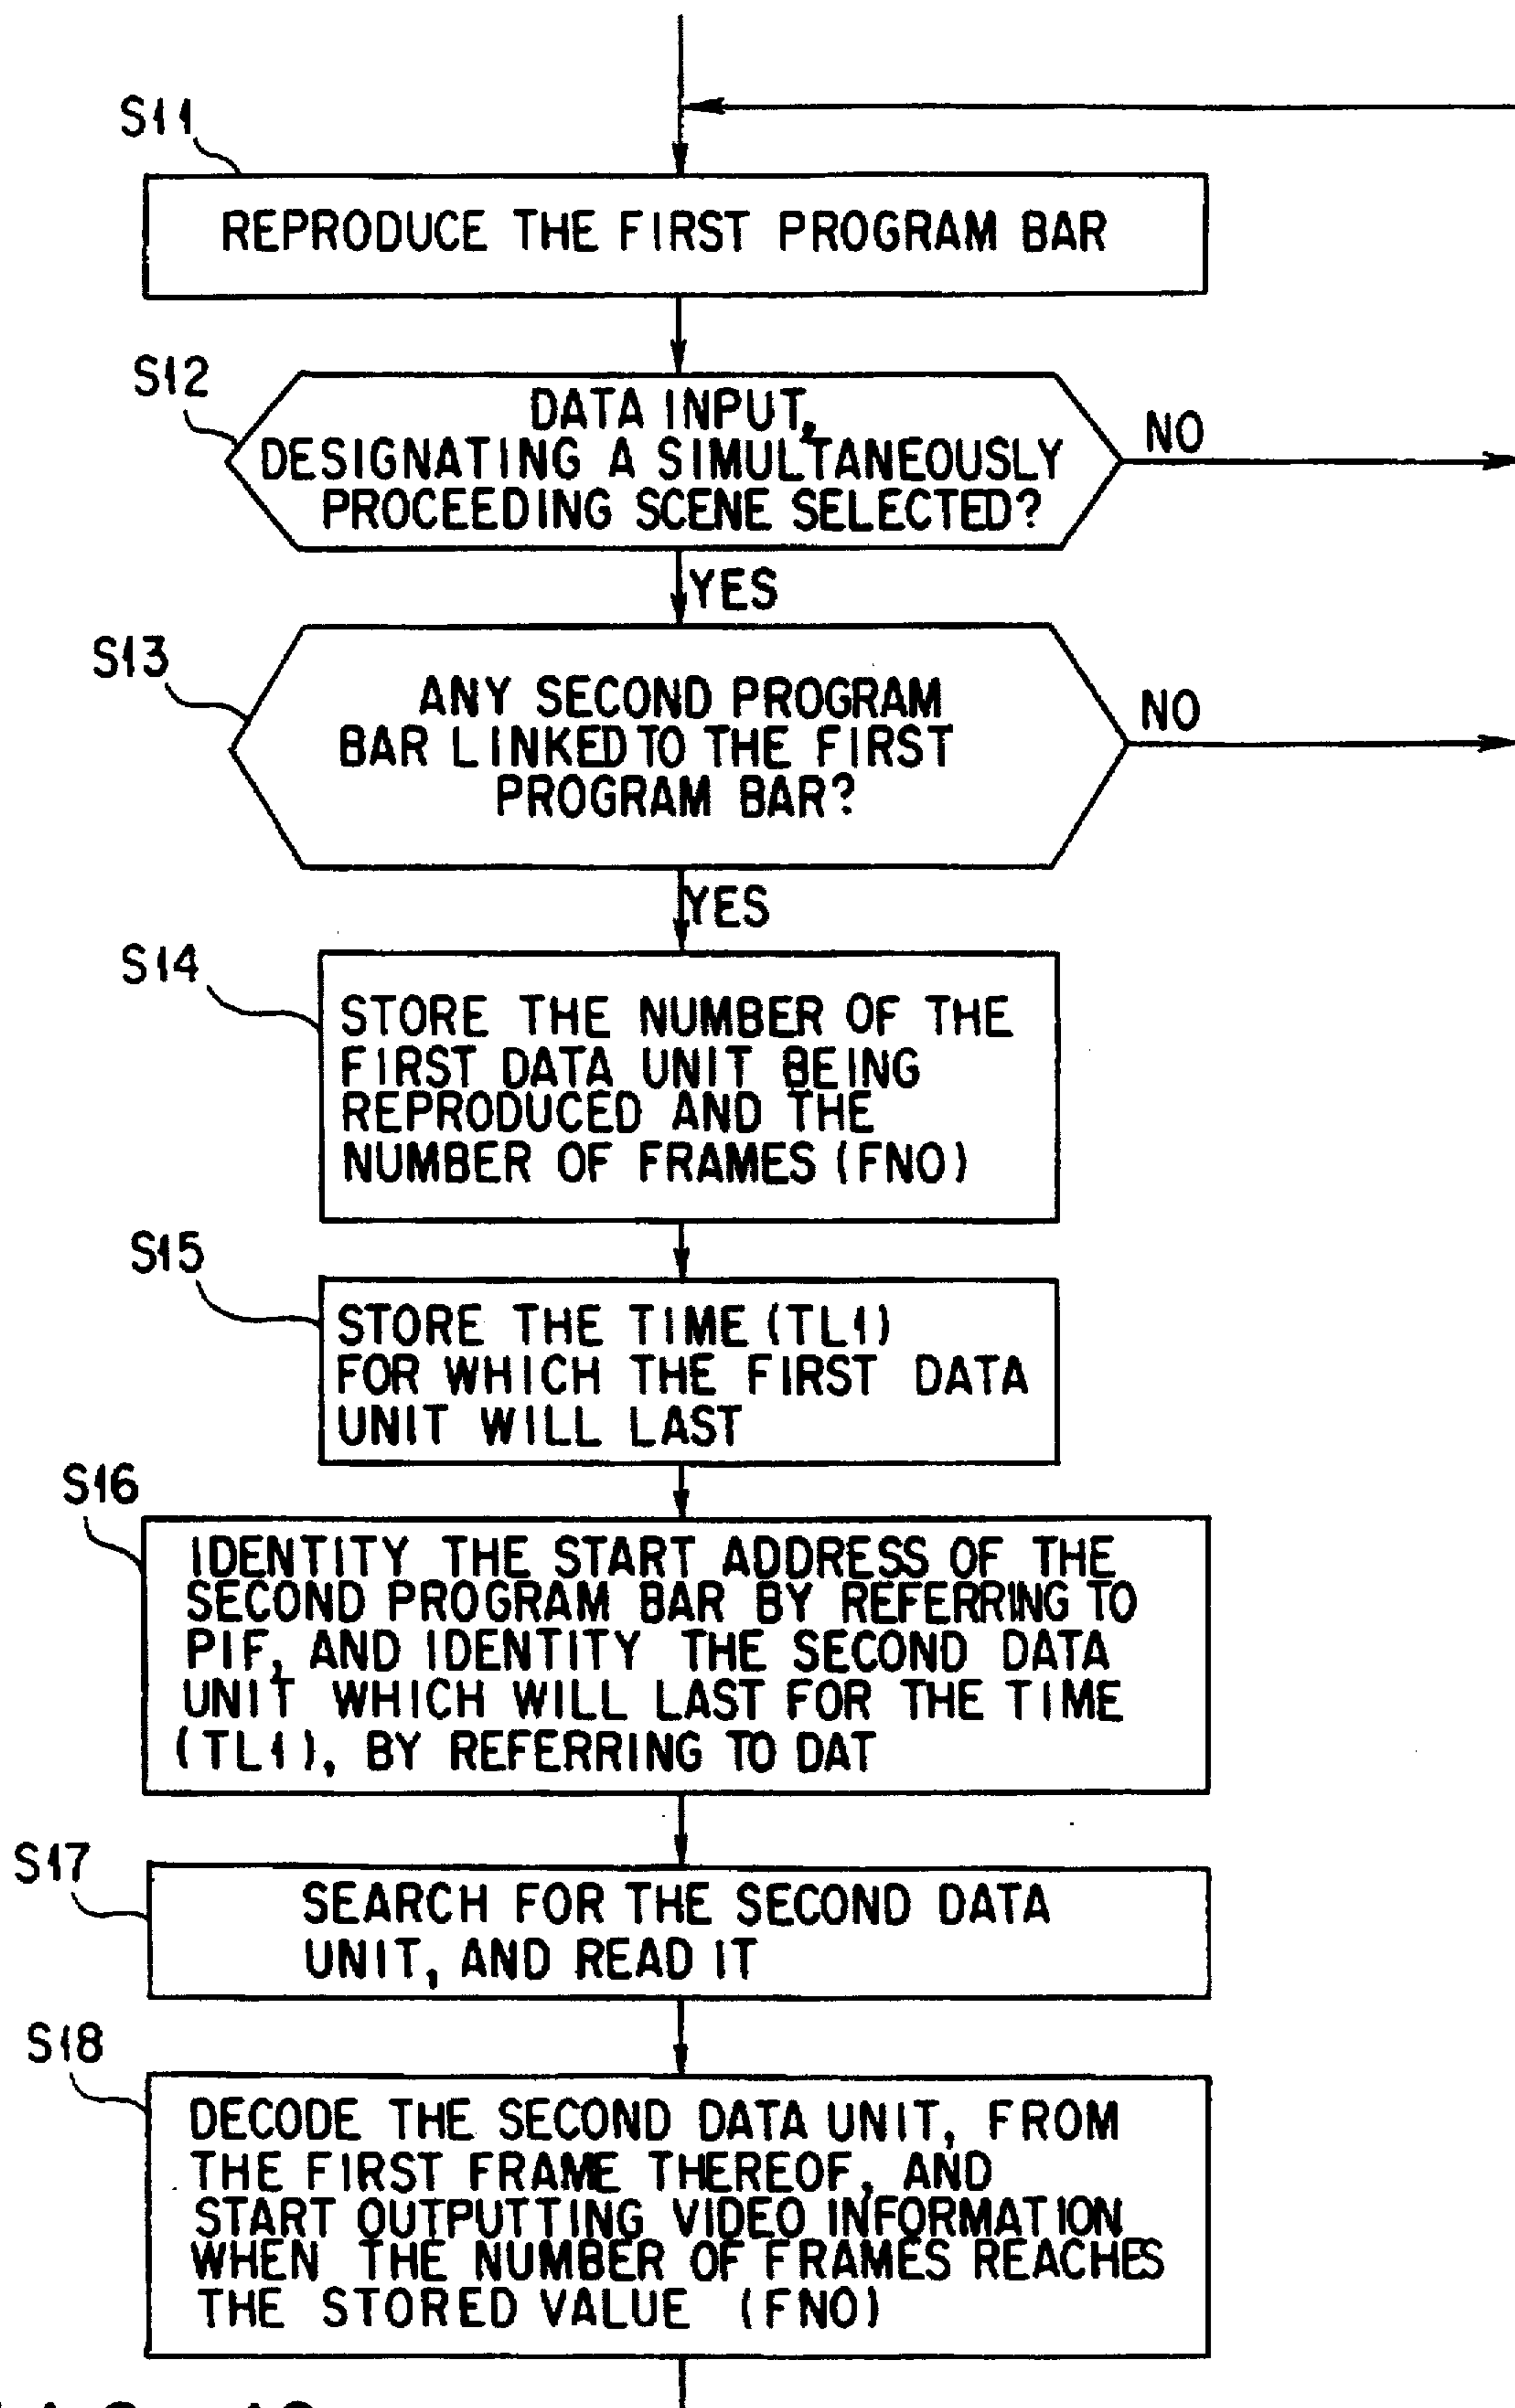 S11
REPRODUCE THE FIRST PROGRAM BAR
S12
DATA INPUT,
DESIGNATING A SIMULTANEOUSLY
PROCEEDING SCENE SELECTED?
NO
YES
S13
ANY SECOND PROGRAM
BAR LINKED TO THE FIRST
PROGRAM BAR?
NO
YES
S14
STORE THE NUMBER OF THE
FIRST DATA UNIT BEING
REPRODUCED AND THE
NUMBER OF FRAMES (FNO)
S15
STORE THE TIME (TL1)
FOR WHICH THE FIRST DATA
UNIT WILL LAST
S16
IDENTITY THE START ADDRESS OF THE
SECOND PROGRAM BAR BY REFERRING TO
PIF, AND IDENTITY THE SECOND DATA
UNIT WHICH WILL LAST FOR THE TIME
(TL1), BY REFERRING TO DAT
S17
SEARCH FOR THE SECOND DATA
UNIT, AND READ IT
S18
DECODE THE SECOND DATA UNIT, FROM
THE FIRST FRAME THEREOF, AND
START OUTPUTTING VIDEO INFORMATION
WHEN THE NUMBER OF FRAMES REACHES
THE STORED VALUE (FNO)